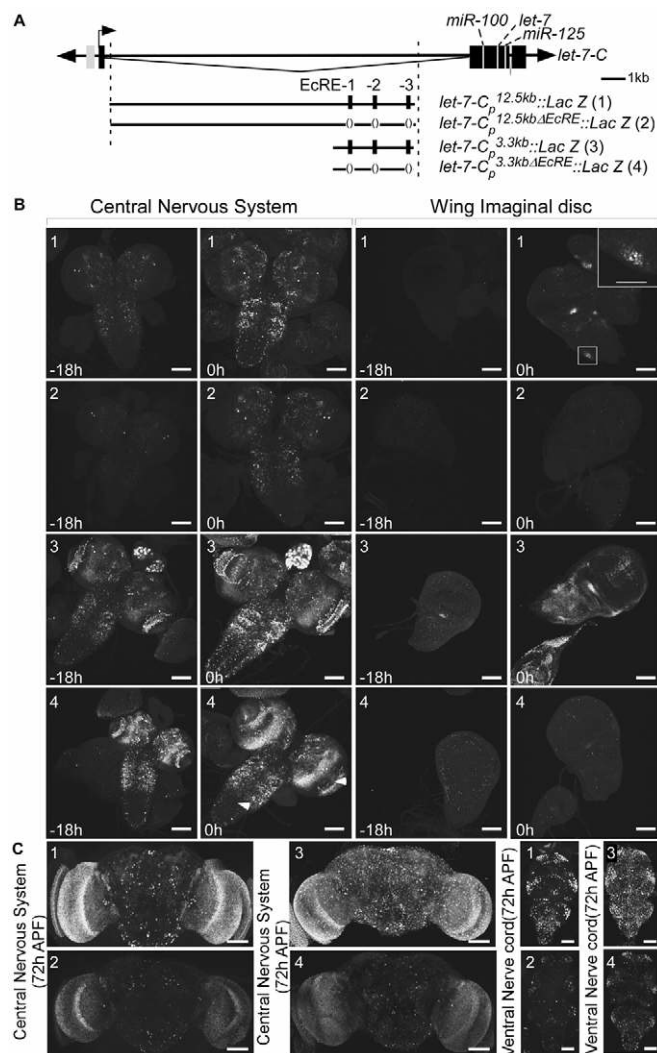 A
miR-100 let-7
miR-125
let-7-C
1kb
EcRE-1 -2 -3
let-7-Cp12.5kb::Lac Z (1)
() () ()
let-7-Cp12.5kbΔEcRE::Lac Z (2)
let-7-Cp3.3kb::Lac Z (3)
() () ()
let-7-Cp3.3kbΔEcRE::Lac Z (4)
B
Central Nervous System Wing Imaginal disc
1 1 1 1
-18h 0h -18h 0h
2 2 2 2
-18h 0h -18h 0h
3 3 3 3
-18h 0h -18h 0h
4 4 4 4
-18h 0h -18h 0h
C
Central Nervous System
(72h APF)
1
2
Central Nervous System
(72h APF)
3
4
Ventral Nerve cord(72h APF)
1
2
Ventral Nerve cord(72h APF)
3
4